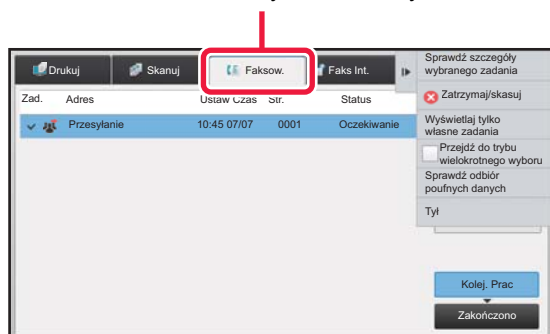 Drukuj
Skanuj
Faksow.
Faks Int.
Zad.
Adres
Ustaw Czas
Str.
Status
Przesyłanie
10:45 07/07
0001
Oczekiwanie
Sprawdź szczegóły
wybranego zadania
Zatrzymaj/skasuj
Wyświetlaj tylko
własne zadania
Przejdź do trybu
wielokrotnego wyboru
Sprawdź odbiór
poufnych danych
Tył
Kolej. Prac
Zakończono